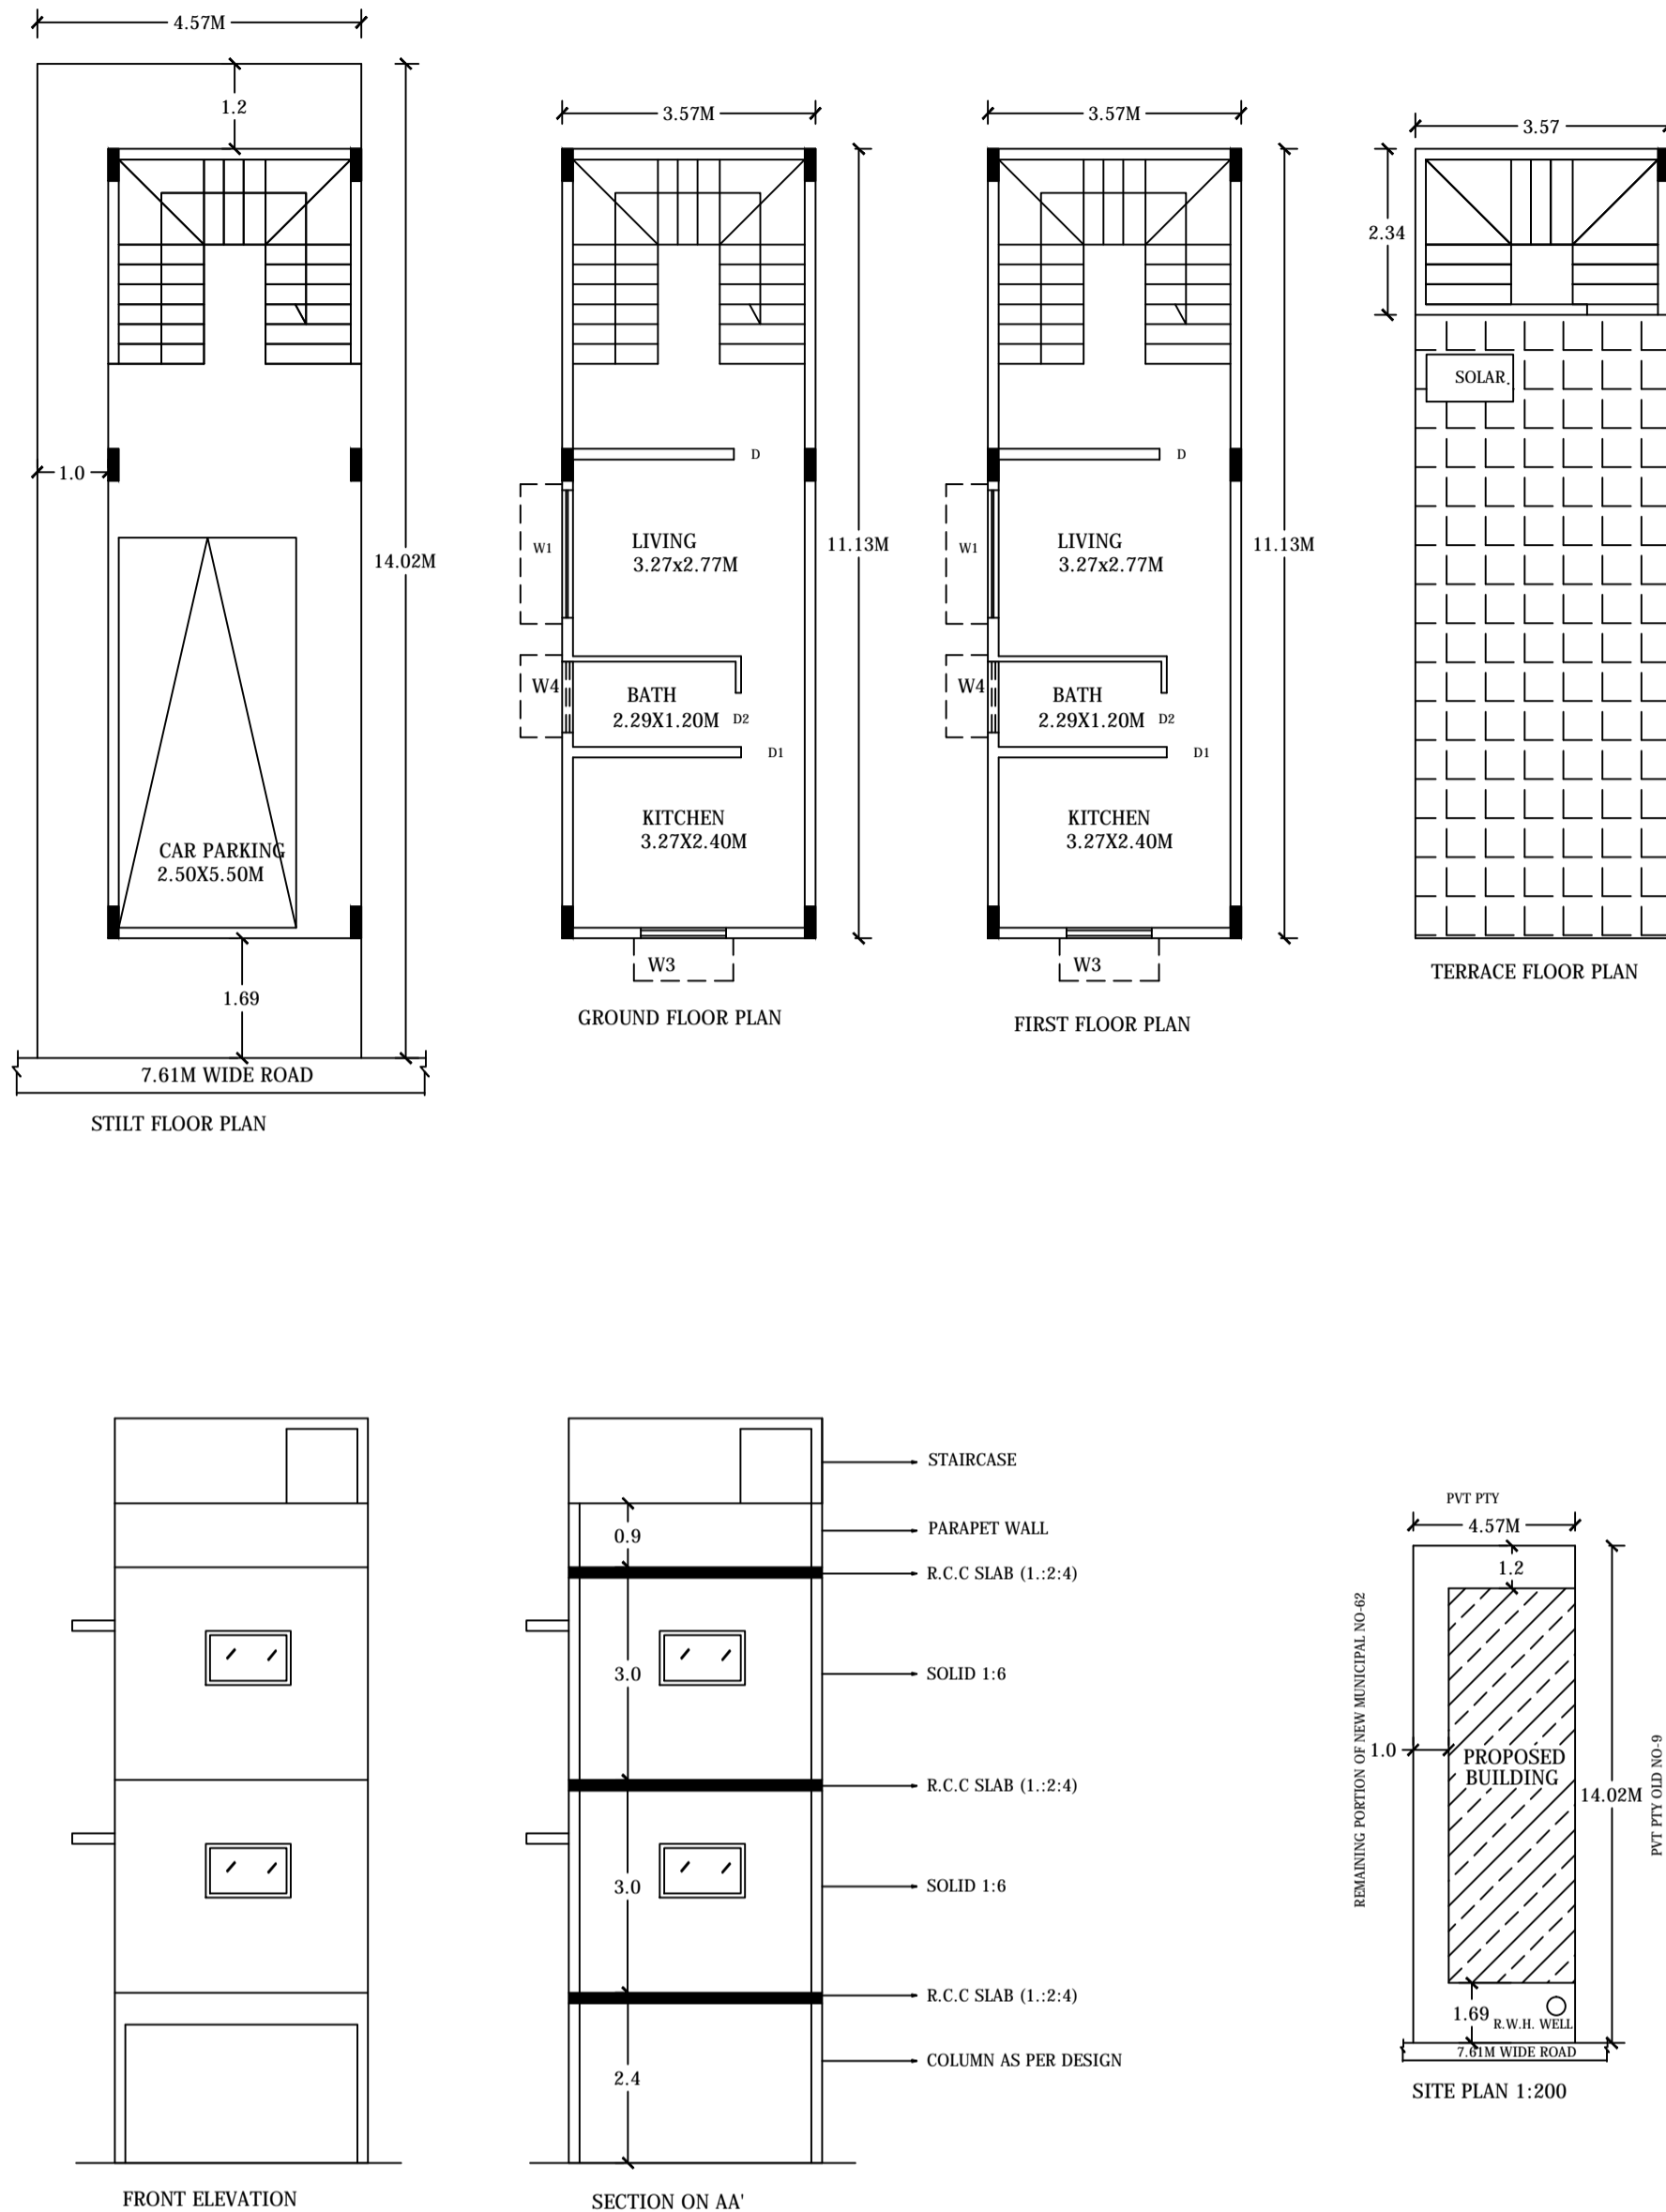 4.57M
1.2
1.0
14.02M
CAR PARKING
2.50X5.50M
1.69
7.61M WIDE ROAD
STILT FLOOR PLAN
3.57M
D
W1
LIVING
3.27x2.77M
11.13M
W4
BATH
2.29X1.20M
D2
D1
KITCHEN
3.27X2.40M
W3
GROUND FLOOR PLAN
3.57M
D
W1
LIVING
3.27x2.77M
11.13M
W4
BATH
2.29X1.20M
D2
D1
KITCHEN
3.27X2.40M
W3
FIRST FLOOR PLAN
3.57
2.34
SOLAR.
TERRACE FLOOR PLAN
FRONT ELEVATION
STAIRCASE
0.9
PARAPET WALL
R.C.C SLAB (1.:2:4)
3.0
SOLID 1:6
R.C.C SLAB (1.:2:4)
3.0
SOLID 1:6
R.C.C SLAB (1.:2:4)
2.4
COLUMN AS PER DESIGN
SECTION ON AA'
PVT PTY
4.57M
1.2
REMAINING PORTION OF NEW MUNICIPAL NO-62
1.0
PROPOSED
BUILDING
14.02M
PVT PTY OLD NO-9
1.69
R.W.H. WELL
7.61M WIDE ROAD
SITE PLAN 1:200